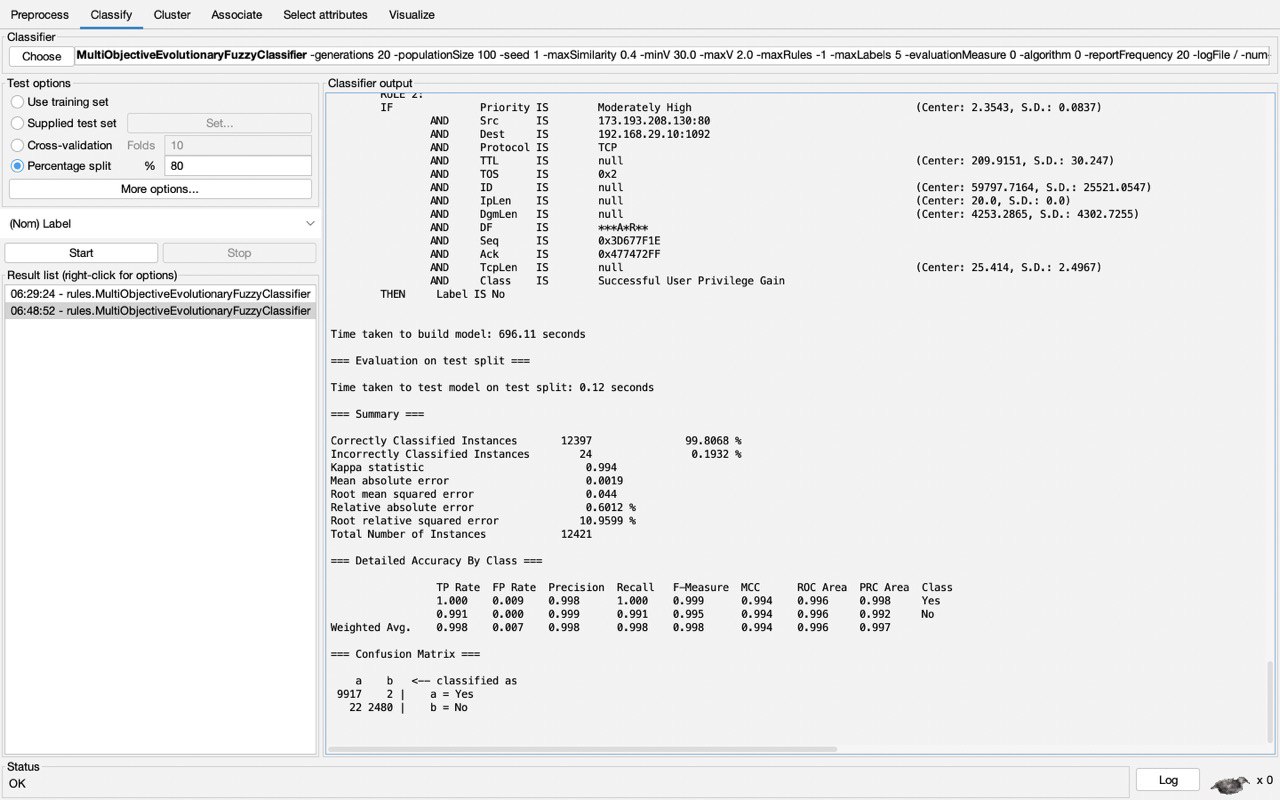 Preprocess Classify Cluster Associate Select attributes Visualize
Classifier
Choose MultiObjectiveEvolutionaryFuzzyClassifier -generations 20 -populationSize 100 -seed 1 -maxSimilarity 0.4 -minV 30.0 -maxV 2.0 -maxRules -1 -maxLabels 5 -evaluationMeasure 0 -algorithm 0 -reportFrequency 20 -logFile / -num-
Test options
Use training set
Supplied test set Set...
Cross-validation Folds 10
Percentage split % 80
More options...
(Nom) Label
Start Stop
Result list (right-click for options)
06:29:24 - rules.MultiObjectiveEvolutionaryFuzzyClassifier
06:48:52 - rules.MultiObjectiveEvolutionaryFuzzyClassifier
Classifier output
RULE 2:
IF Priority IS Moderately High (Center: 2.3543, S.D.: 0.0837)
AND Src IS 173.193.208.130:80
AND Dest IS 192.168.29.10:1092
AND Protocol IS TCP
AND TTL IS null (Center: 209.9151, S.D.: 30.247)
AND TOS IS 0x2
AND ID IS null (Center: 59797.7164, S.D.: 25521.0547)
AND IpLen IS null (Center: 20.0, S.D.: 0.0)
AND DgmLen IS null (Center: 4253.2865, S.D.: 4302.7255)
AND DF IS ***A*R**
AND Seq IS 0x3D677F1E
AND Ack IS 0x477472FF
AND TcpLen IS null (Center: 25.414, S.D.: 2.4967)
AND Class IS Successful User Privilege Gain
THEN Label IS No
Time taken to build model: 696.11 seconds
=== Evaluation on test split ===
Time taken to test model on test split: 0.12 seconds
=== Summary ===
Correctly Classified Instances 12397 99.8068 %
Incorrectly Classified Instances 24 0.1932 %
Kappa statistic 0.994
Mean absolute error 0.0019
Root mean squared error 0.044
Relative absolute error 0.6012 %
Root relative squared error 10.9599 %
Total Number of Instances 12421
=== Detailed Accuracy By Class ===
TP Rate FP Rate Precision Recall F-Measure MCC ROC Area PRC Area Class
1.000 0.009 0.998 1.000 0.999 0.994 0.996 0.998 Yes
0.991 0.000 0.999 0.991 0.995 0.994 0.996 0.992 No
Weighted Avg. 0.998 0.007 0.998 0.998 0.998 0.994 0.996 0.997
=== Confusion Matrix ===
a b <-- classified as
9917 2 | a = Yes
22 2480 | b = No
Status
OK
Log x 0